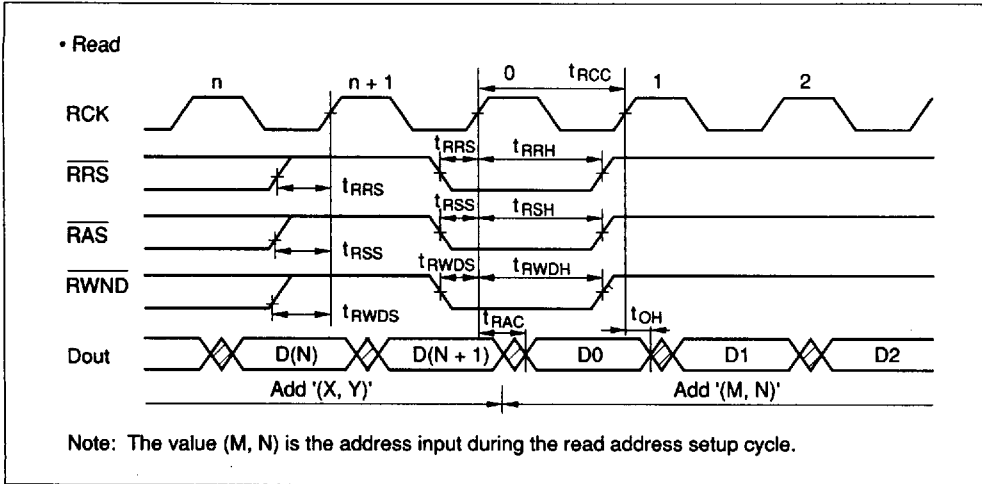 • Read
n n + 1 0 tRCC 1 2
RCK
tRRS tRRH
RRS
tRRS
tRSS tRSH
RAS
tRSS
tRWDS tRWDH
RWND
tRWDS
tRAC tOH
Dout D(N) D(N + 1) D0 D1 D2
Add '(X, Y)' Add '(M, N)'
Note: The value (M, N) is the address input during the read address setup cycle.